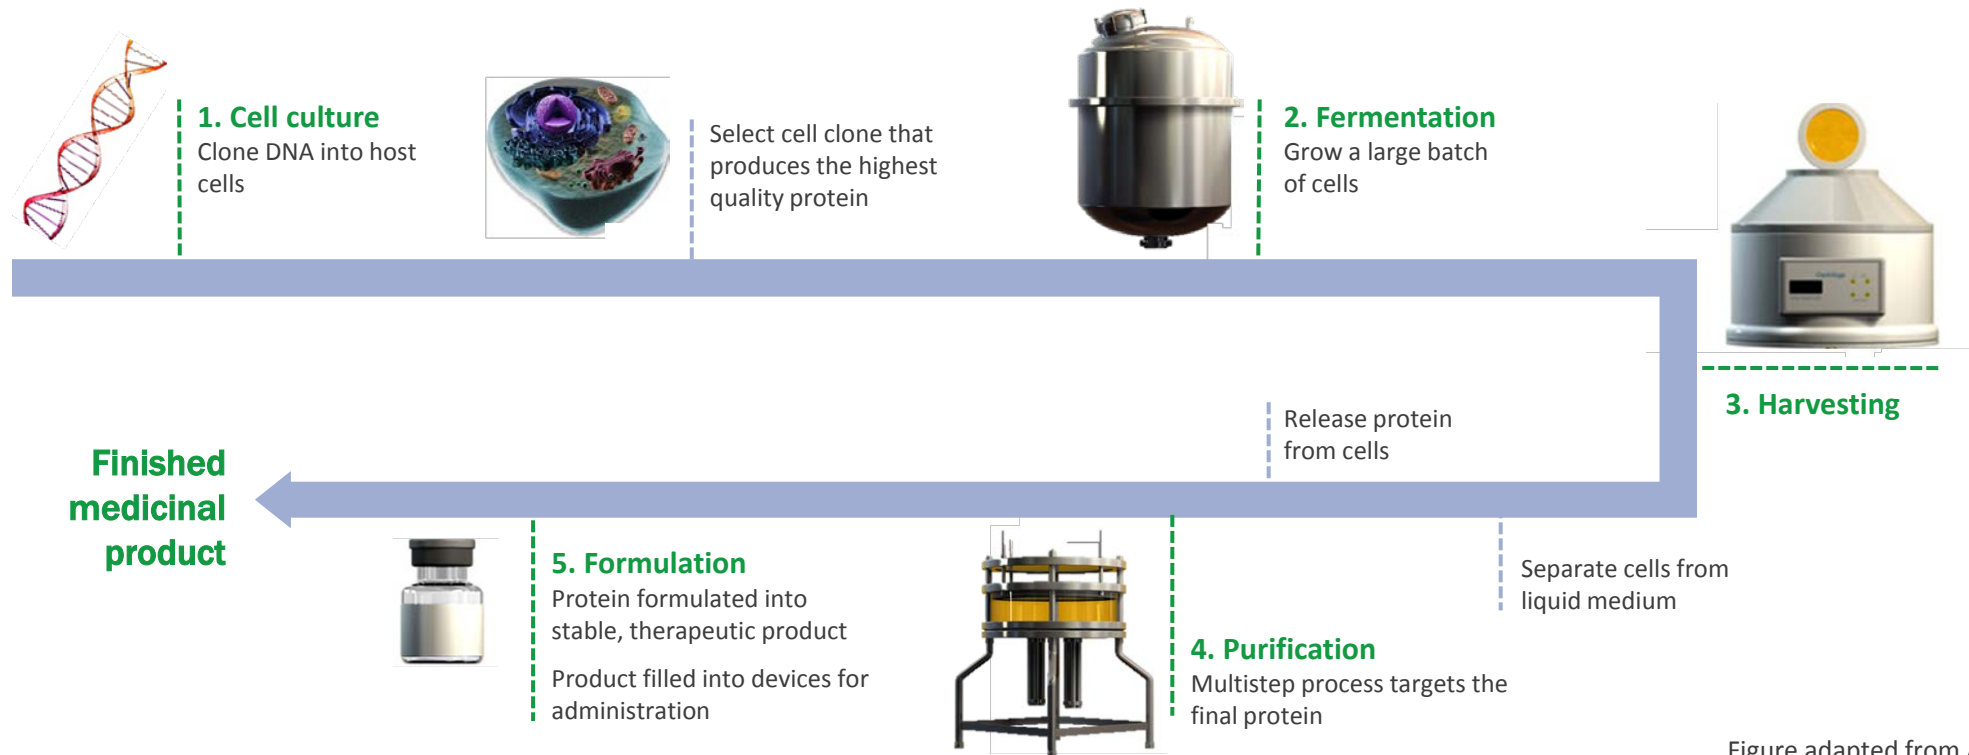 1. Cell culture
Clone DNA into host
cells
Select cell clone that
produces the highest
quality protein
2. Fermentation
Grow a large batch
of cells
3. Harvesting
Separate cells from
liquid medium
Release protein
from cells
4. Purification
Multistep process targets the
final protein
5. Formulation
Protein formulated into
stable, therapeutic product
Product filled into devices for
administration
Finished
medicinal
product
Figure adapted from